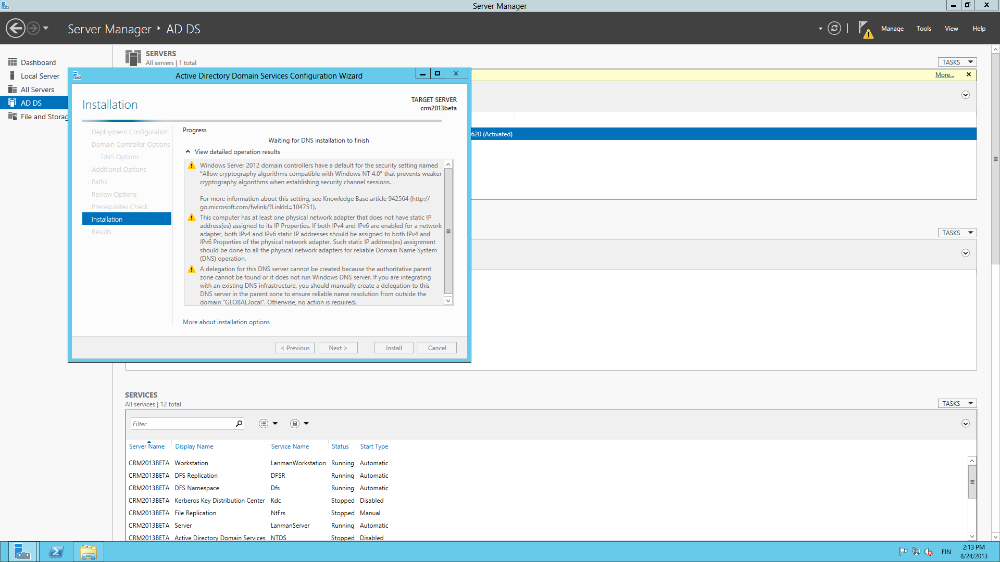 Server Manager
Server Manager ‣ AD DS
Manage
Tools
View
Help
Dashboard
Local Server
All Servers
AD DS
File and Storag
SERVERS
All servers | 1 total
TASKS
More...
620 (Activated)
TASKS
Active Directory Domain Services Configuration Wizard
Installation
TARGET SERVER
crm2013beta
Deployment Configuration
Domain Controller Options
DNS Options
Additional Options
Paths
Review Options
Prerequisites Check
Installation
Results
Progress
Waiting for DNS installation to finish
View detailed operation results
Windows Server 2012 domain controllers have a default for the security setting named
"Allow cryptography algorithms compatible with Windows NT 4.0" that prevents weaker
cryptography algorithms when establishing security channel sessions.
For more information about this setting, see Knowledge Base article 942564 (http://
go.microsoft.com/fwlink/?LinkId=104751).
This computer has at least one physical network adapter that does not have static IP
address(es) assigned to its IP Properties. If both IPv4 and IPv6 are enabled for a network
adapter, both IPv4 and IPv6 static IP addresses should be assigned to both IPv4 and
IPv6 Properties of the physical network adapter. Such static IP address(es) assignment
should be done to all the physical network adapters for reliable Domain Name System
(DNS) operation.
A delegation for this DNS server cannot be created because the authoritative parent
zone cannot be found or it does not run Windows DNS server. If you are integrating
with an existing DNS infrastructure, you should manually create a delegation to this
DNS server in the parent zone to ensure reliable name resolution from outside the
domain "GLOBAL.local". Otherwise, no action is required.
More about installation options
< Previous
Next >
Install
Cancel
SERVICES
All services | 12 total
TASKS
Filter
Server Name Display Name Service Name Status Start Type
CRM2013BETA Workstation LanmanWorkstation Running Automatic
CRM2013BETA DFS Replication DFSR Running Automatic
CRM2013BETA DFS Namespace Dfs Running Automatic
CRM2013BETA Kerberos Key Distribution Center Kdc Stopped Disabled
CRM2013BETA File Replication NtFrs Stopped Manual
CRM2013BETA Server LanmanServer Running Automatic
CRM2013BETA Active Directory Domain Services NTDS Stopped Disabled
FIN
2:13 PM
8/24/2013